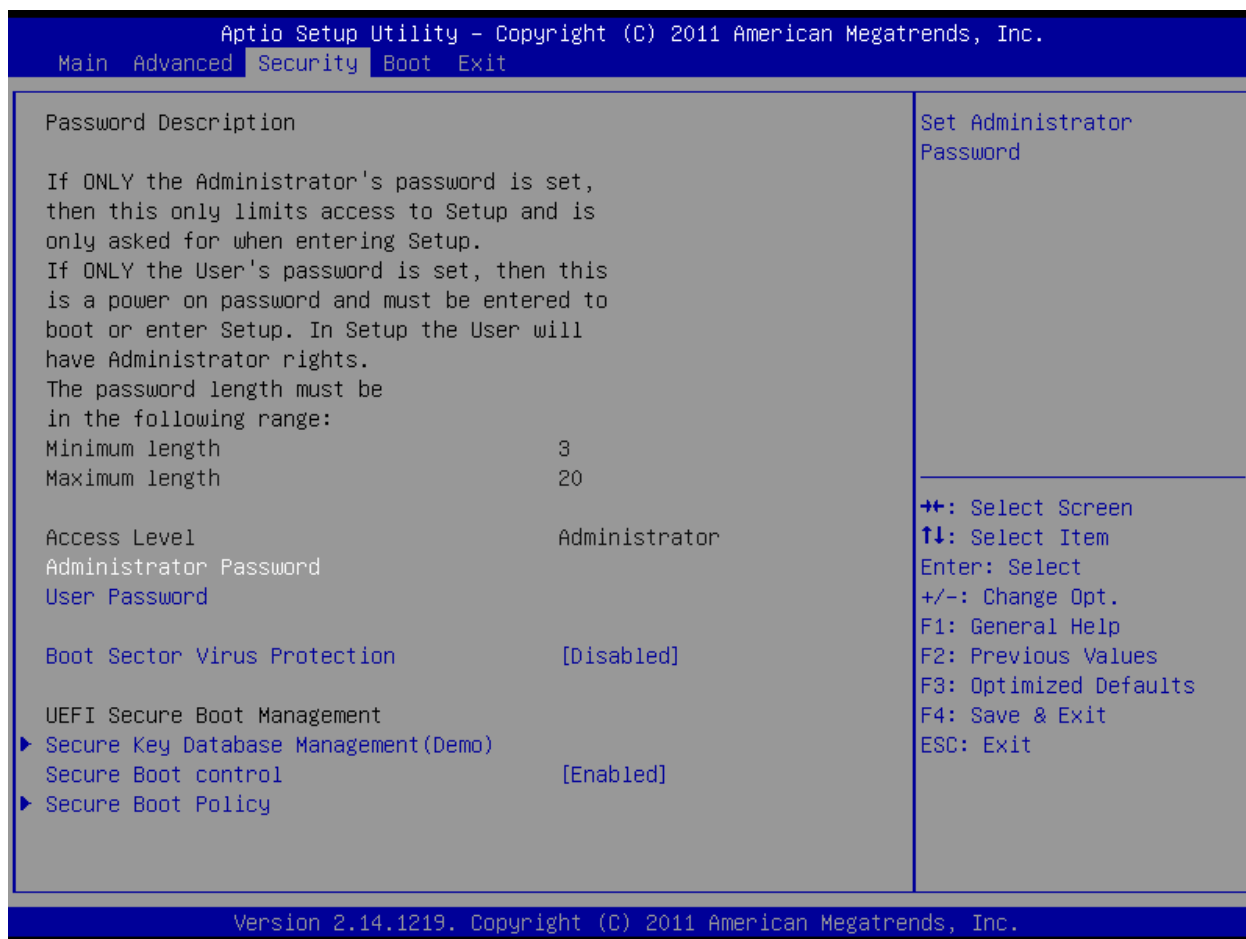 Aptio Setup Utility – Copyright (C) 2011 American Megatrends, Inc.
Main Advanced Security Boot Exit
Password Description
If ONLY the Administrator's password is set,
then this only limits access to Setup and is
only asked for when entering Setup.
If ONLY the User's password is set, then this
is a power on password and must be entered to
boot or enter Setup. In Setup the User will
have Administrator rights.
The password length must be
in the following range:
Minimum length 3
Maximum length 20
Access Level Administrator
Administrator Password
User Password
Boot Sector Virus Protection [Disabled]
UEFI Secure Boot Management
Secure Key Database Management(Demo)
Secure Boot control [Enabled]
Secure Boot Policy
Set Administrator
Password
→←: Select Screen
↑↓: Select Item
Enter: Select
+/-: Change Opt.
F1: General Help
F2: Previous Values
F3: Optimized Defaults
F4: Save & Exit
ESC: Exit
Version 2.14.1219. Copyright (C) 2011 American Megatrends, Inc.